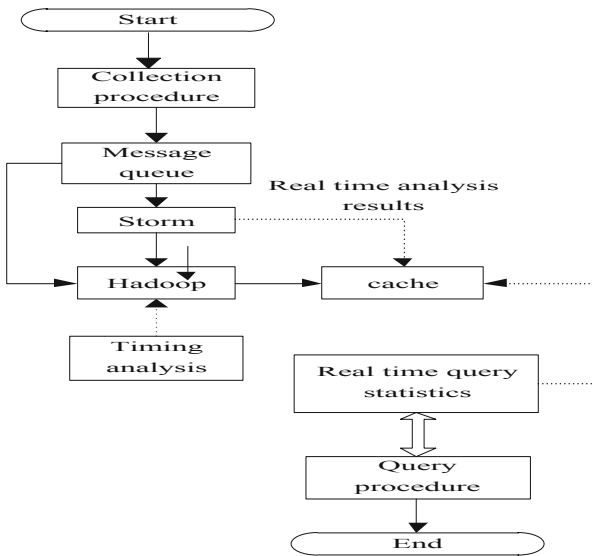 Start
Collection
procedure
Message
queue
Real time analysis
results
Storm
Hadoop
cache
Timing
analysis
Real time query
statistics
Query
procedure
End